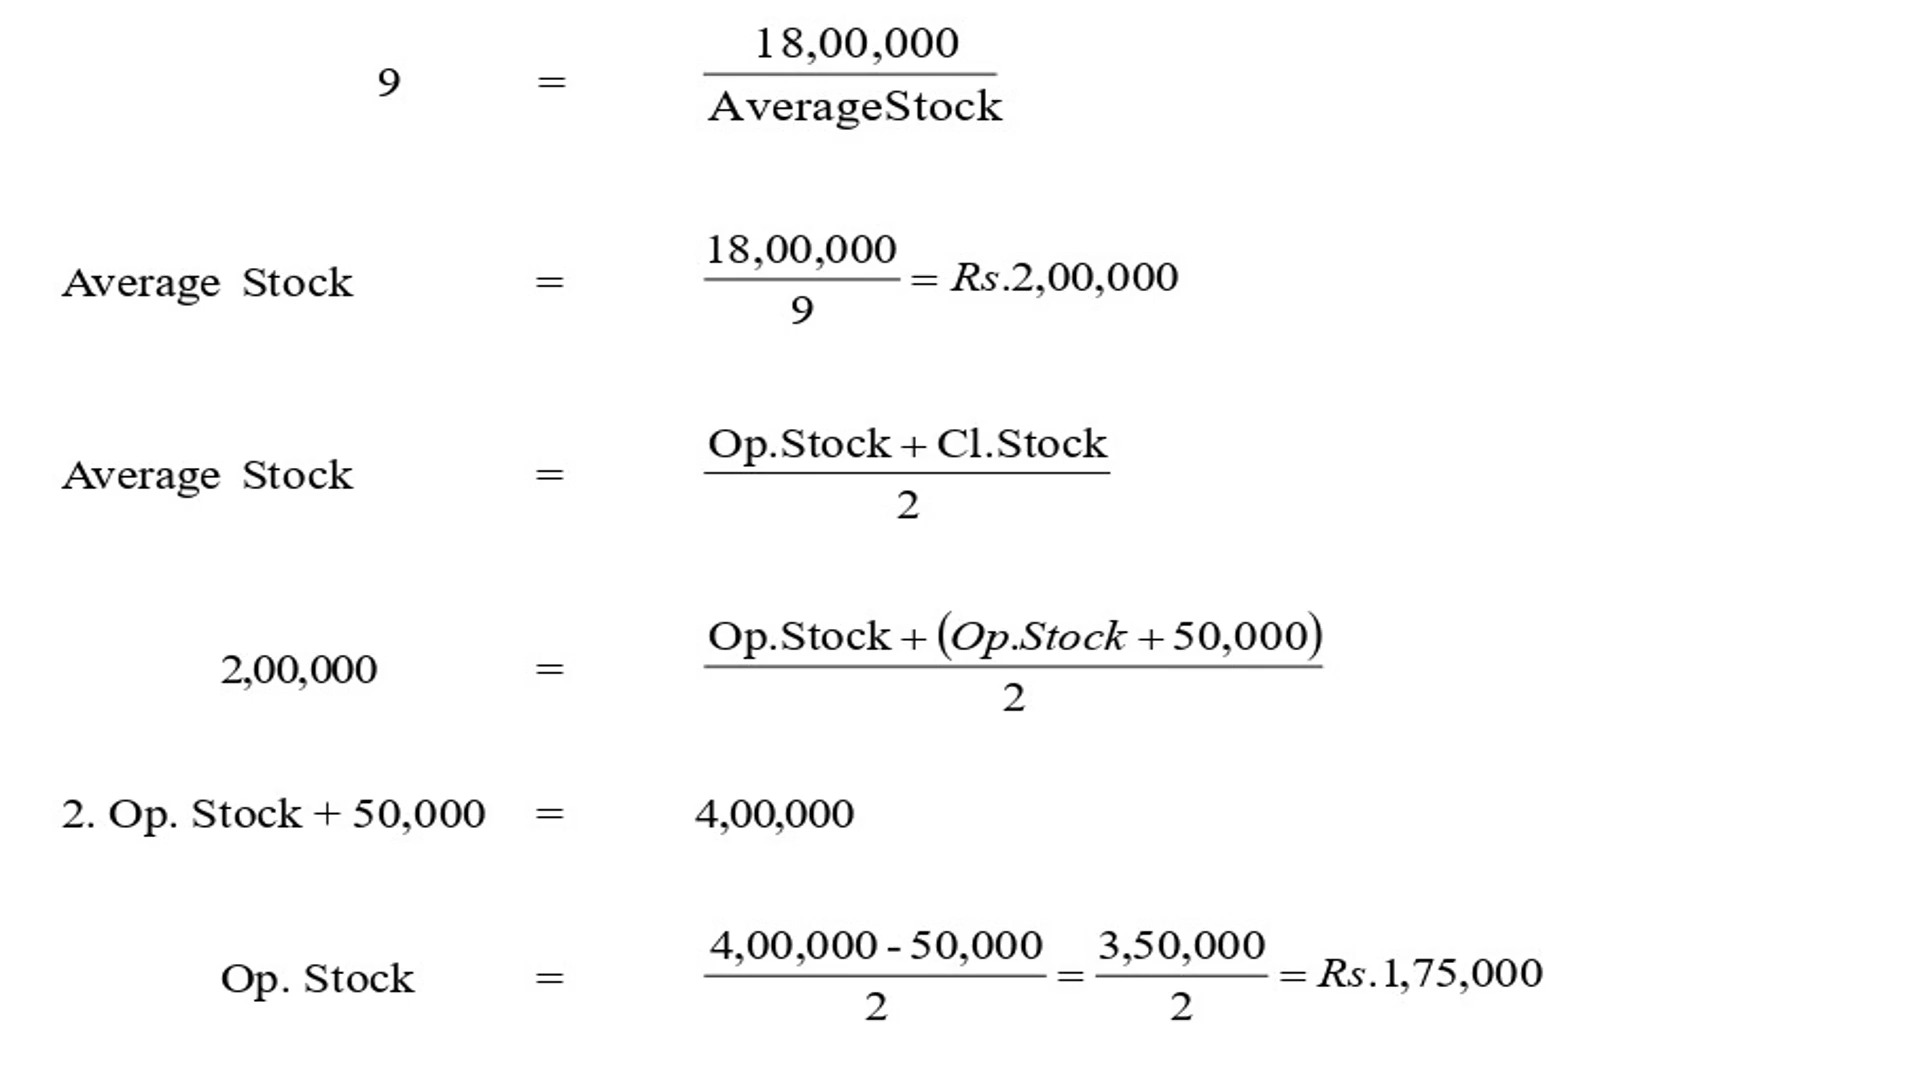 9 = 18,00,000 / AverageStock
Average Stock = 18,00,000 / 9 = Rs.2,00,000
Average Stock = Op.Stock + Cl.Stock / 2
2,00,000 = Op.Stock + (Op.Stock + 50,000) / 2
2. Op. Stock + 50,000 = 4,00,000
Op. Stock = 4,00,000 - 50,000 / 2 = 3,50,000 / 2 = Rs.1,75,000